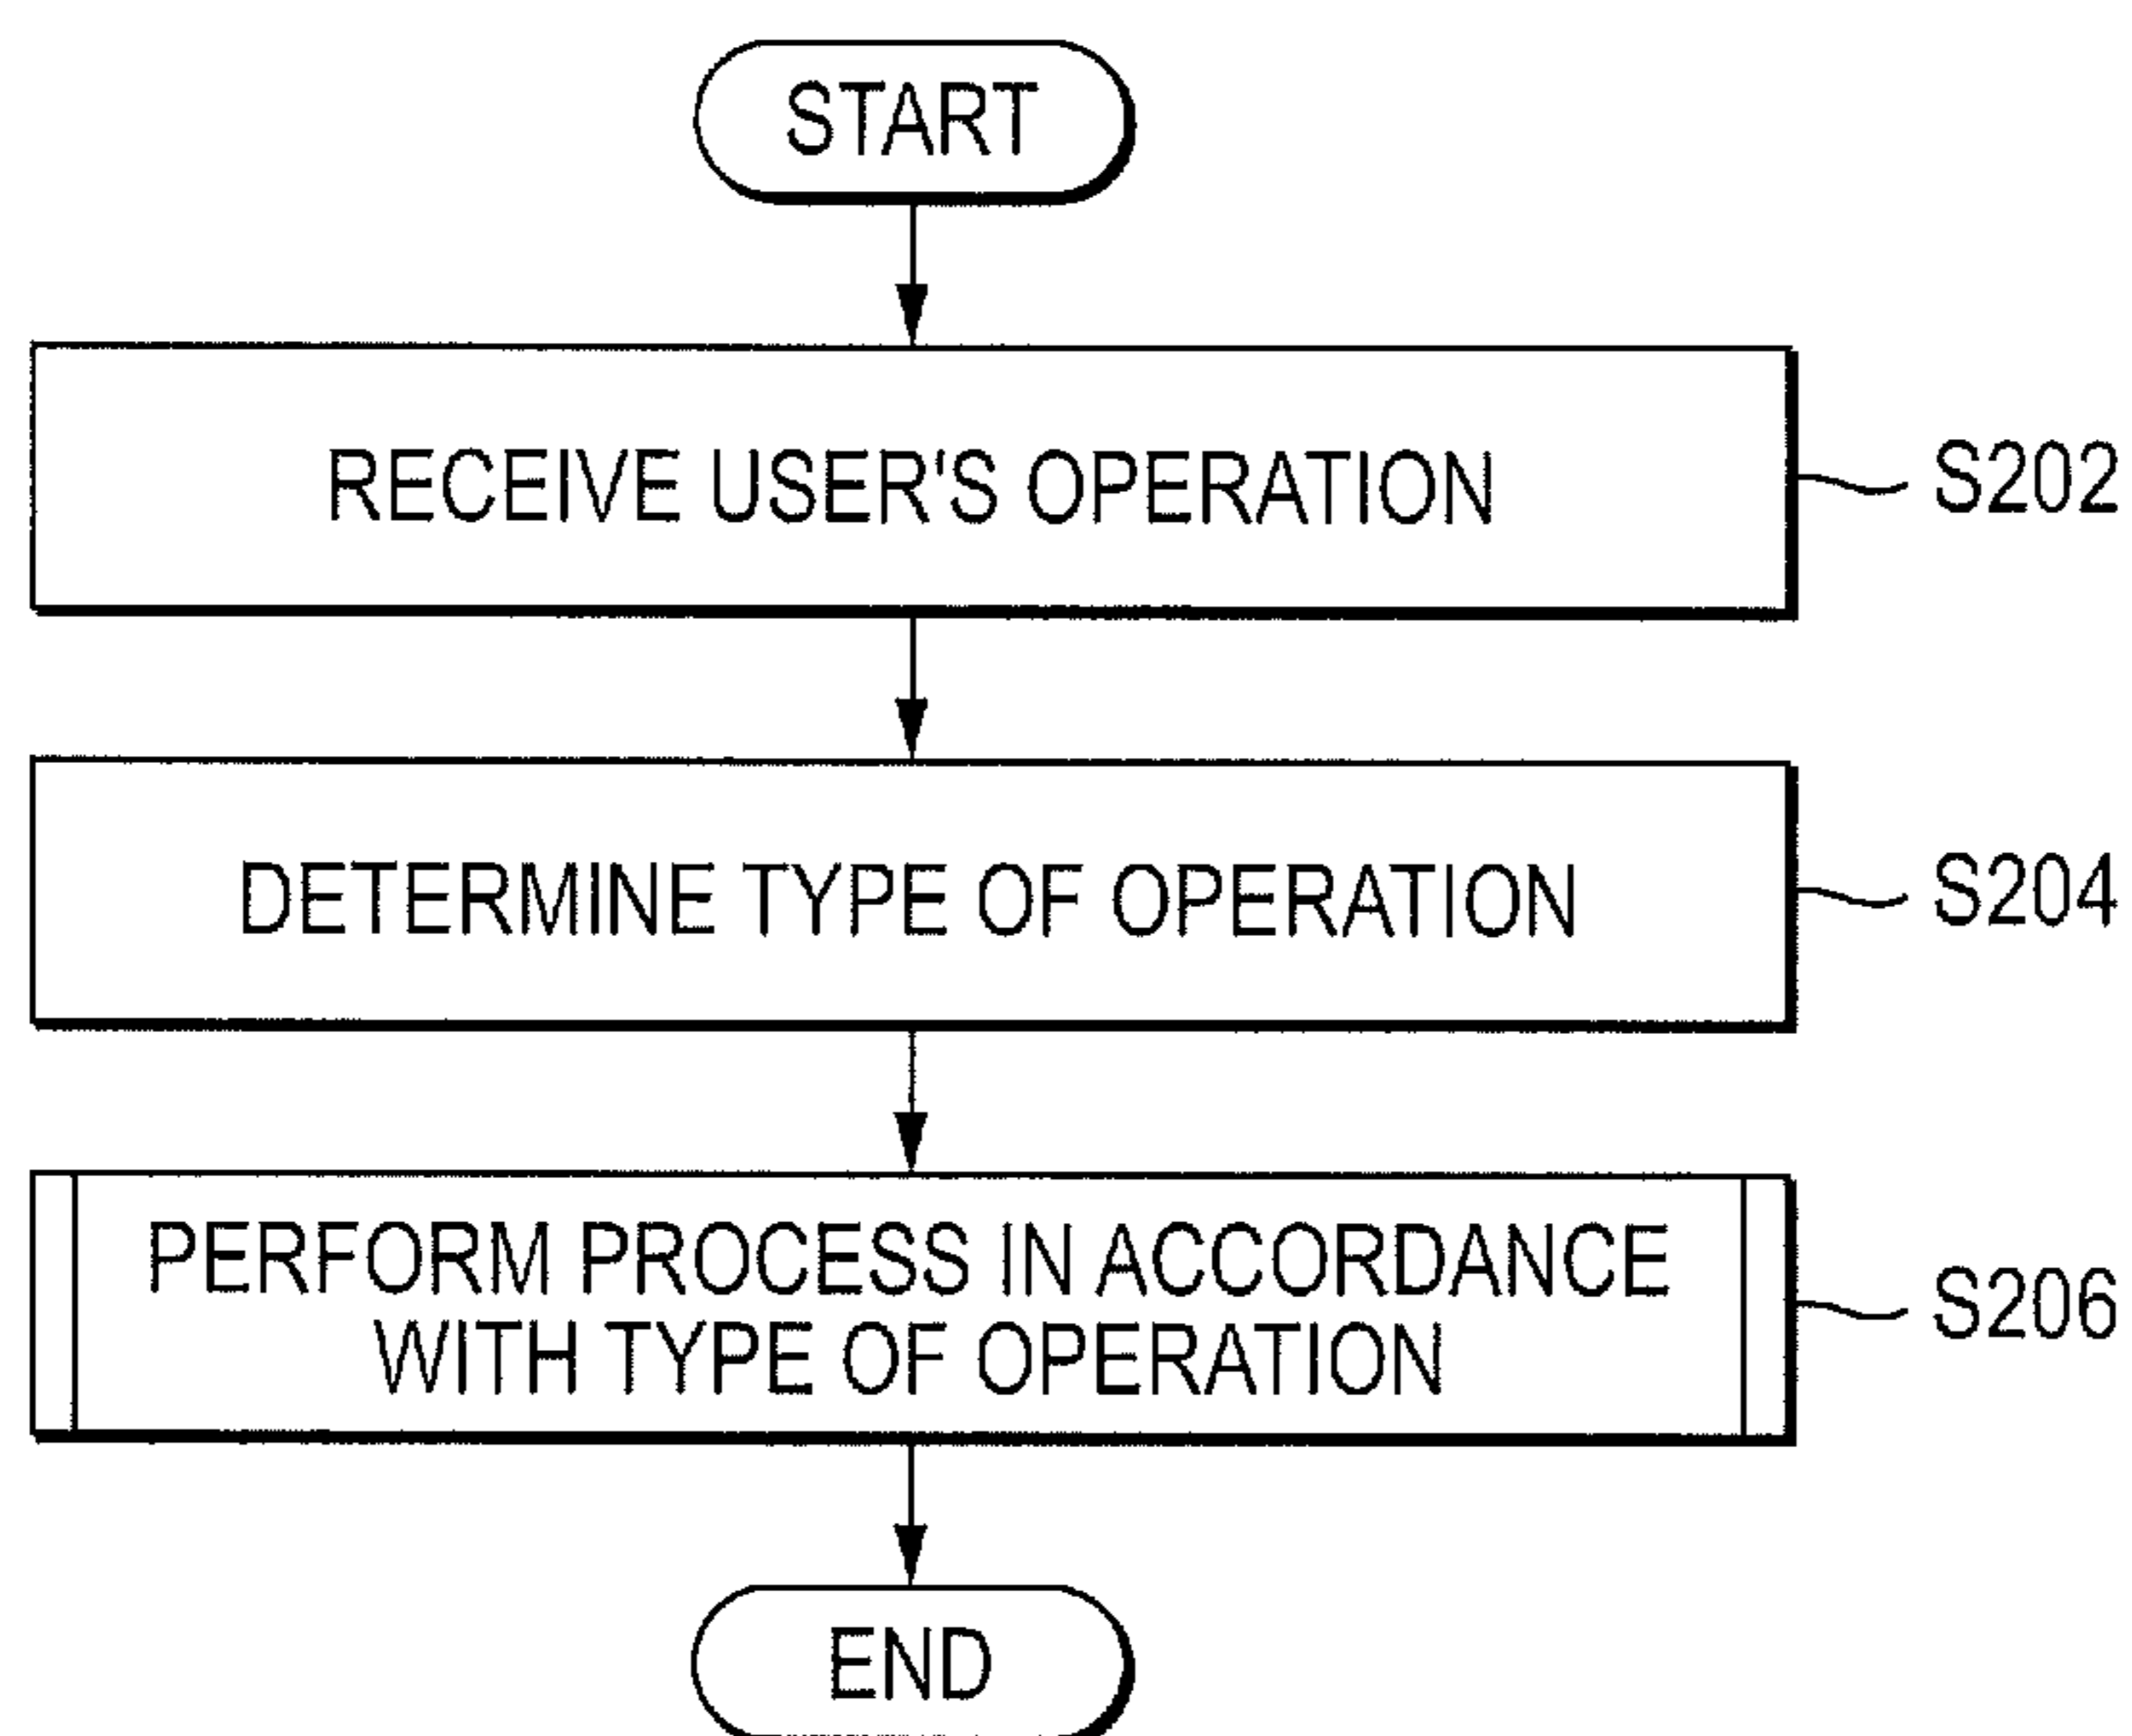 START
RECEIVE USER'S OPERATION
S202
DETERMINE TYPE OF OPERATION
S204
PERFORM PROCESS IN ACCORDANCE
WITH TYPE OF OPERATION
S206
END